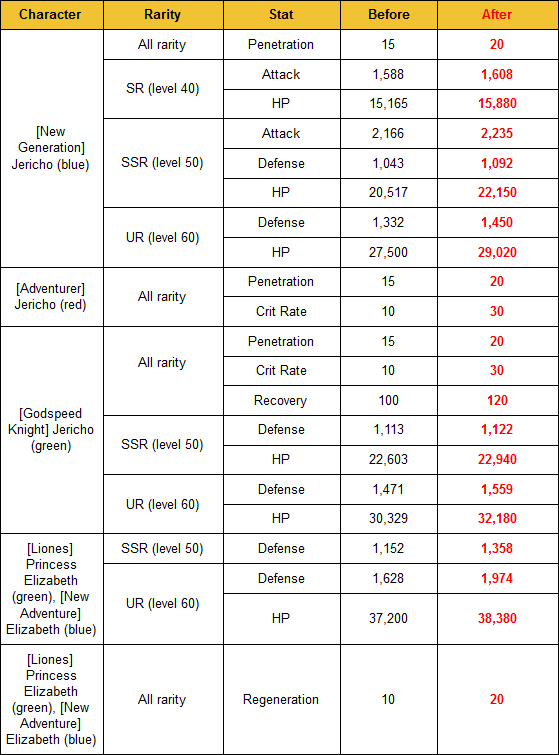 Character Rarity Stat Before After
[New
Generation]
Jericho (blue)
All rarity Penetration 15 20
SR (level 40)
Attack 1,588 1,608
HP 15,165 15,880
SSR (level 50)
Attack 2,166 2,235
Defense 1,043 1,092
HP 20,517 22,150
UR (level 60)
Defense 1,332 1,450
HP 27,500 29,020
[Adventurer]
Jericho (red)
All rarity
Penetration 15 20
Crit Rate 10 30
[Godspeed
Knight] Jericho
(green)
All rarity
Penetration 15 20
Crit Rate 10 30
Recovery 100 120
SSR (level 50)
Defense 1,113 1,122
HP 22,603 22,940
UR (level 60)
Defense 1,471 1,559
HP 30,329 32,180
[Liones]
Princess
Elizabeth
(green), [New
Adventure]
Elizabeth (blue)
SSR (level 50) Defense 1,152 1,358
UR (level 60)
Defense 1,628 1,974
HP 37,200 38,380
[Liones]
Princess
Elizabeth
(green), [New
Adventure]
Elizabeth (blue)
All rarity Regeneration 10 20